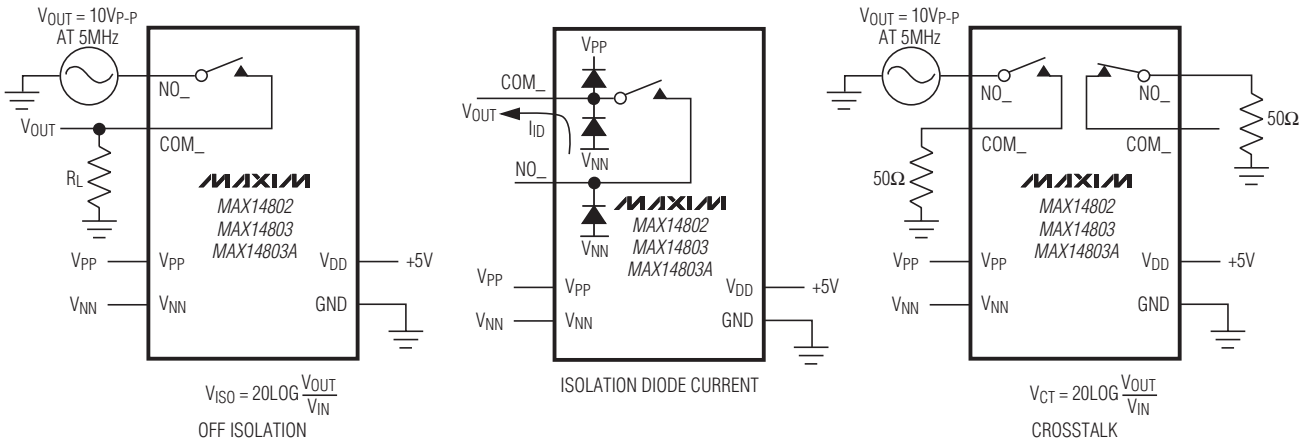 VOUT = 10VP-P
AT 5MHz
NO_
VOUT
COM_
RL
MAXIM
MAX14802
MAX14803
MAX14803A
VPP
VPP
VDD
+5V
VNN
VNN
GND
VISO = 20LOG VOUT
VIN
OFF ISOLATION
VPP
COM_
VOUT
IID
VNN
NO_
MAXIM
MAX14802
MAX14803
MAX14803A
VNN
VPP
VPP
VDD
+5V
VNN
VNN
GND
ISOLATION DIODE CURRENT
VOUT = 10VP-P
AT 5MHz
NO_
NO_
50Ω
COM_
COM_
50Ω
MAXIM
MAX14802
MAX14803
MAX14803A
VPP
VPP
VDD
+5V
VNN
VNN
GND
VCT = 20LOG VOUT
VIN
CROSSTALK